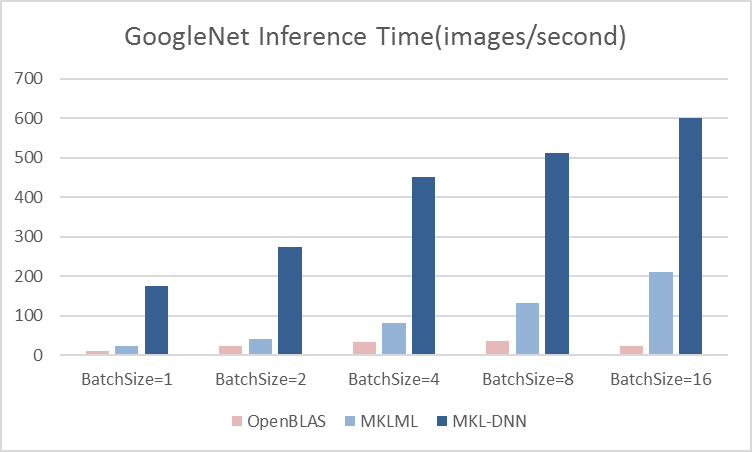 GoogleNet Inference Time(images/second)
700
600
500
400
300
200
100
0
BatchSize=1 BatchSize=2 BatchSize=4 BatchSize=8 BatchSize=16
OpenBLAS MKLML MKL-DNN